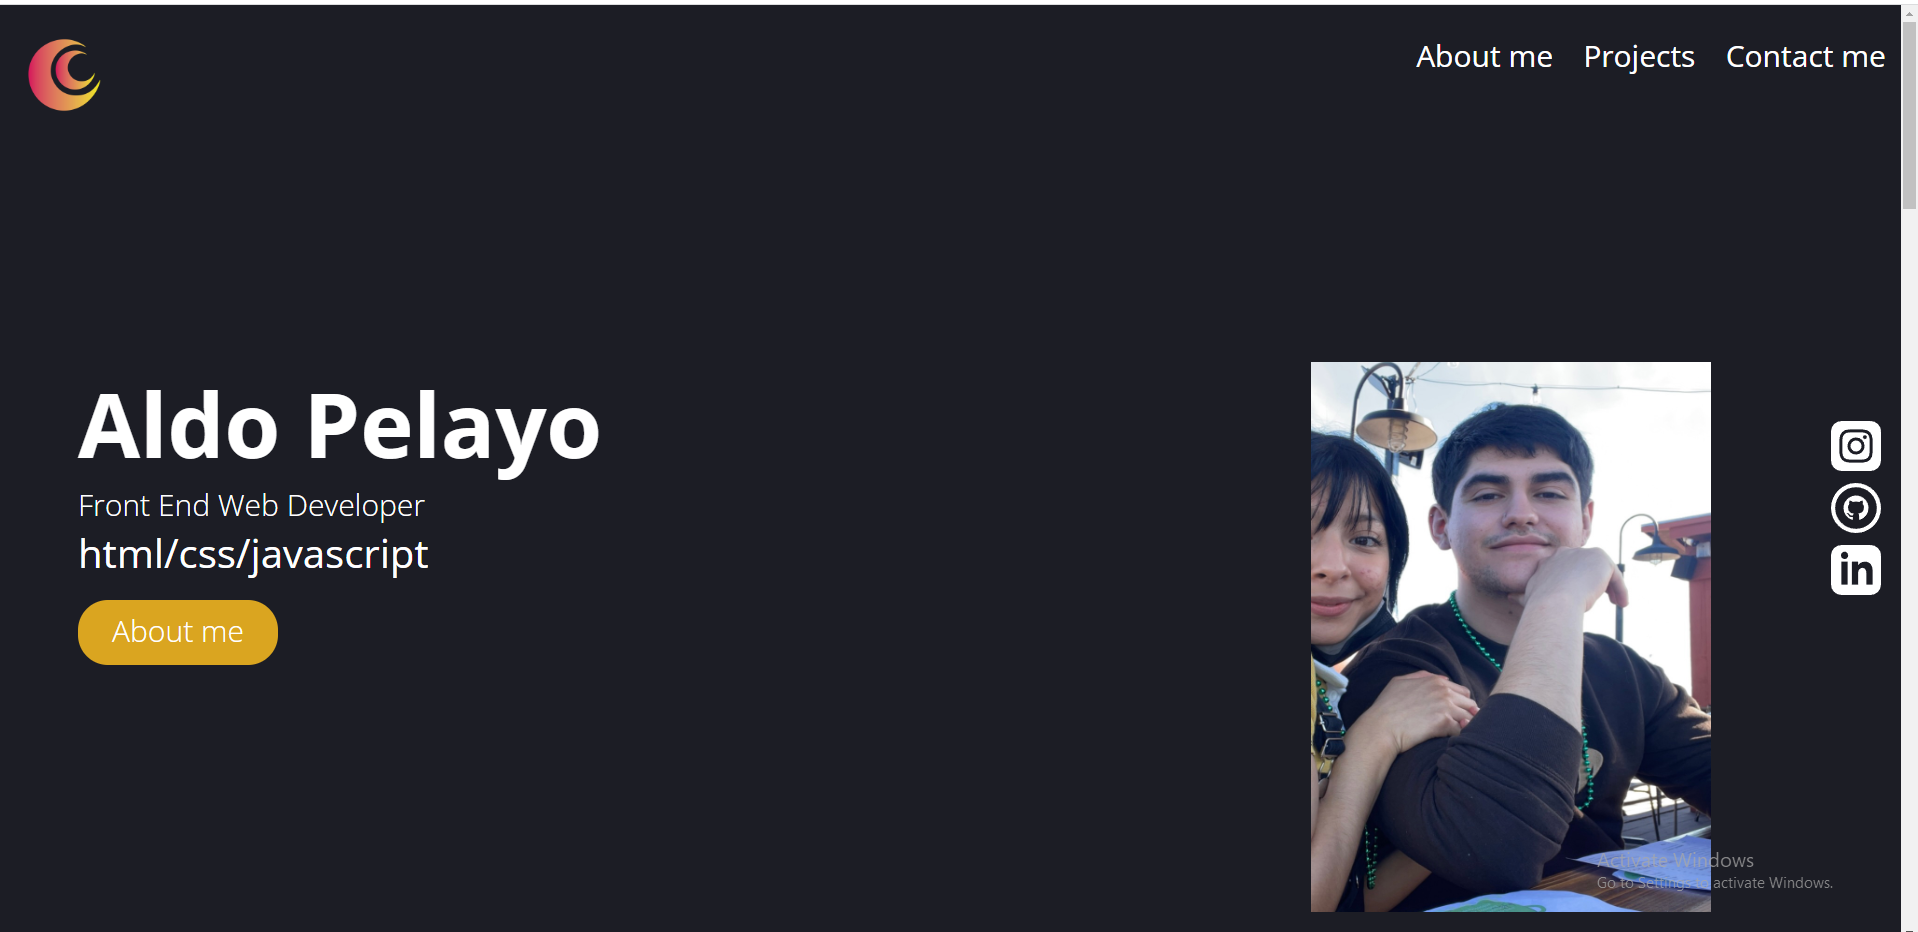 About me Projects Contact me
Aldo Pelayo
Front End Web Developer
html/css/javascript
About me
in
Activate Windows
Go to Settings to activate Windows.